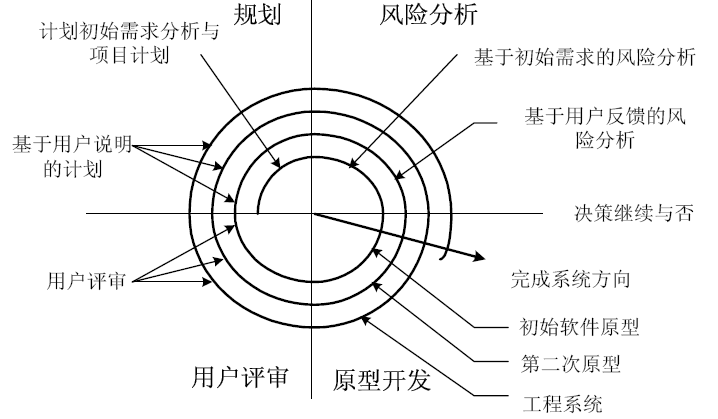 规划
风险分析
计划初始需求分析与
项目计划
基于初始需求的风险分析
基于用户反馈的风
险分析
基于用户说明
的计划
决策继续与否
用户评审
完成系统方向
初始软件原型
第二次原型
用户评审
原型开发
工程系统